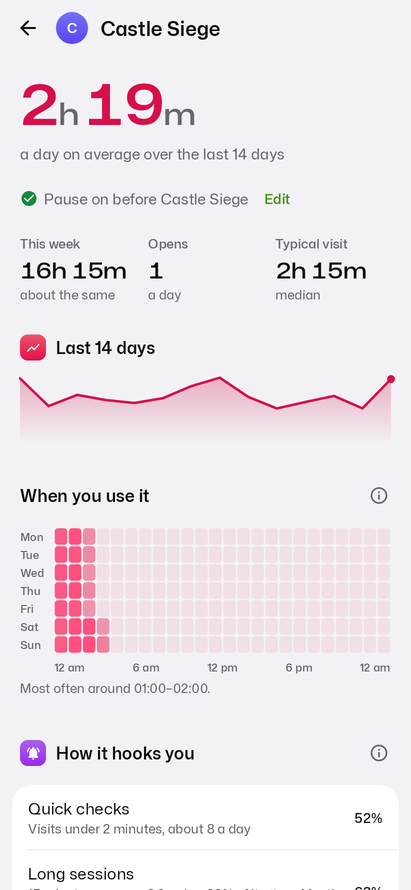 C Castle Siege
2h 19m
a day on average over the last 14 days
Pause on before Castle Siege Edit
This week Opens Typical visit
16h 15m 1 2h 15m
about the same a day median
Last 14 days
When you use it
Mon
Tue
Wed
Thu
Fri
Sat
Sun
12 am 6 am 12 pm 6 pm 12 am
Most often around 01:00–02:00.
How it hooks you
Quick checks
52%
Visits under 2 minutes, about 8 a day
Long sessions